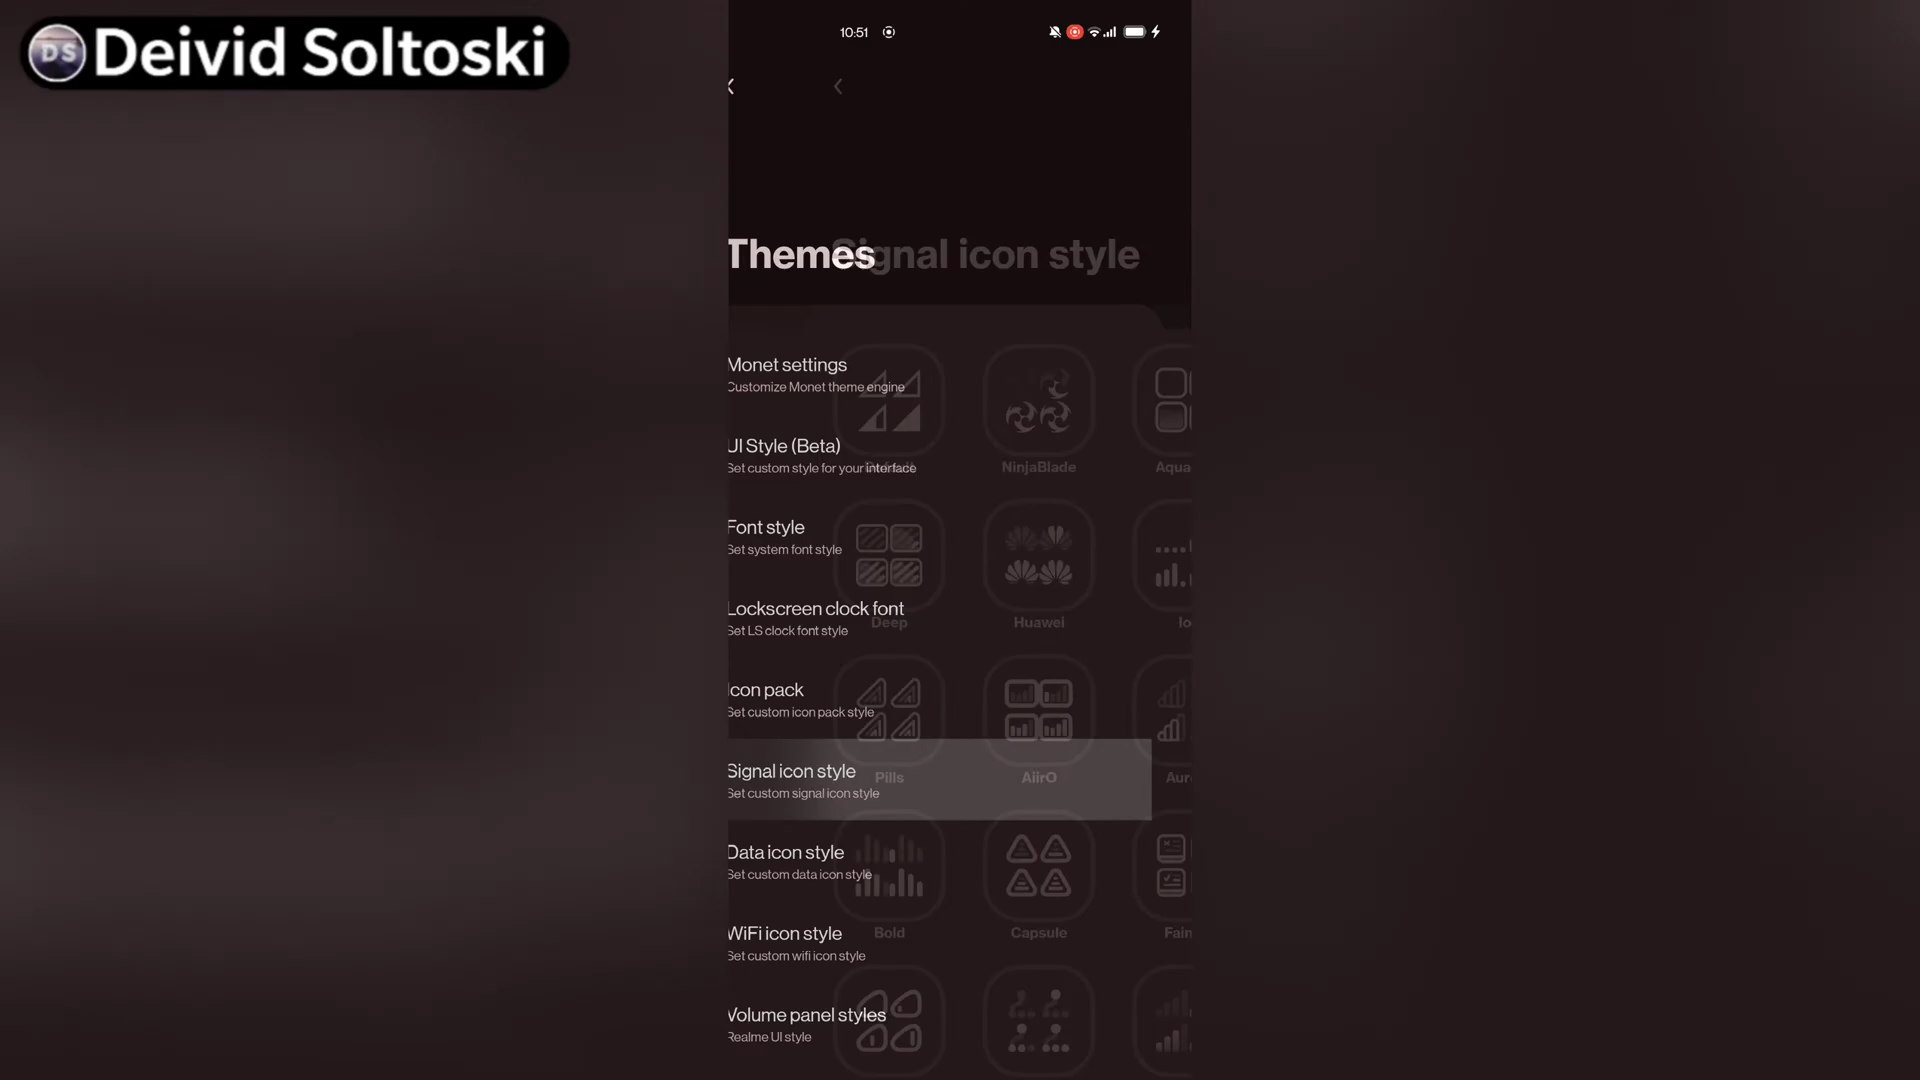 DS Deivid Soltoski
10:51
Themes
Signal icon style
Monet settings
Customize Monet theme engine
UI Style (Beta)
Set custom style for your interface
NinjaBlade
Aqua
Font style
Set system font style
Lockscreen clock font
Set LS clock font style
Deep
Huawei
Io
Icon pack
Set custom icon pack style
Signal icon style
Set custom signal icon style
Pills
AiirO
Aur
Data icon style
Set custom data icon style
WiFi icon style
Set custom wifi icon style
Bold
Capsule
Fain
Volume panel styles
Realme UI style